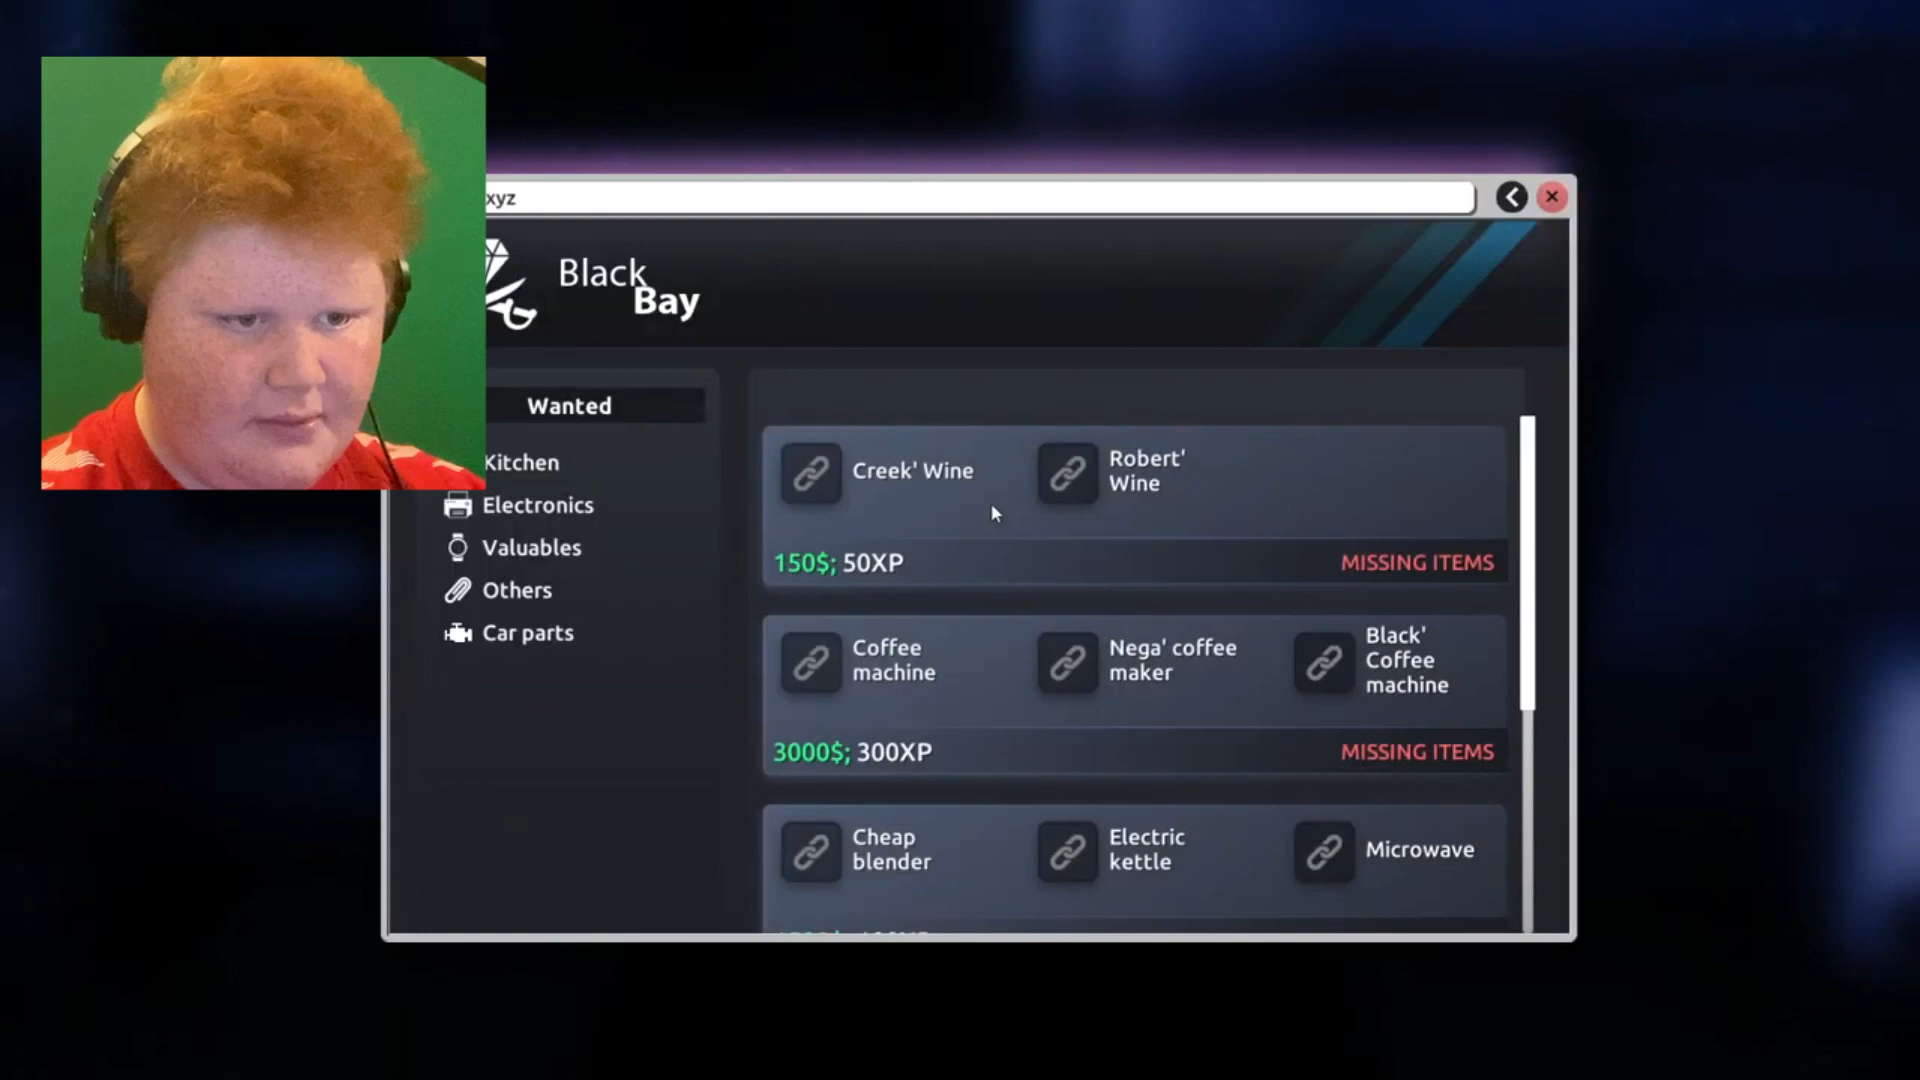 xyz
Black
Bay
Wanted
Kitchen
Electronics
Valuables
Others
Car parts
Creek' Wine
Robert'
Wine
150$; 50XP
MISSING ITEMS
Coffee
machine
Nega' coffee
maker
Black'
Coffee
machine
3000$; 300XP
MISSING ITEMS
Cheap
blender
Electric
kettle
Microwave